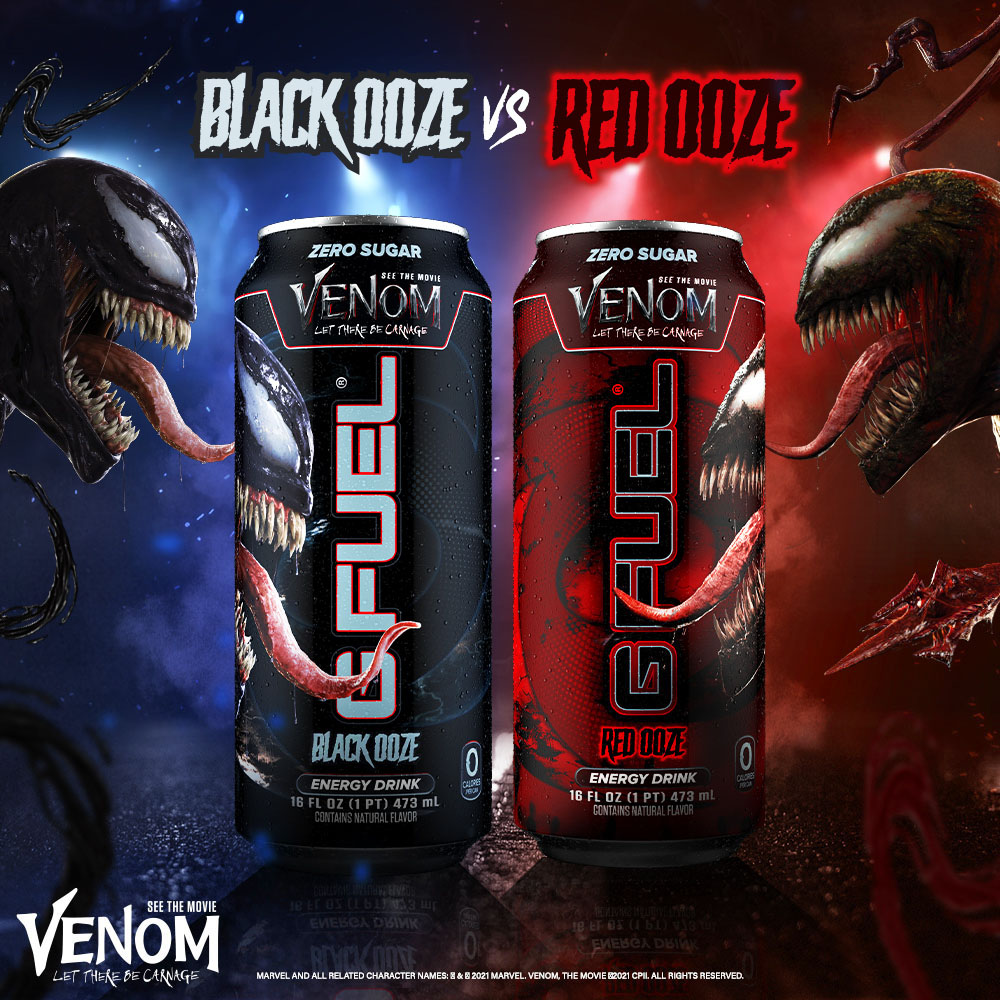 BLACK OOZE VS RED OOZE
ZERO SUGAR
SEE THE MOVIE
VENOM
LET THERE BE CARNAGE
G FUEL®
BLACK OOZE
ENERGY DRINK
0
CALORIES
PER CAN
16 FL OZ (1 PT) 473 mL
CONTAINS NATURAL FLAVOR
ZERO SUGAR
SEE THE MOVIE
VENOM
LET THERE BE CARNAGE
G FUEL®
RED OOZE
ENERGY DRINK
0
CALORIES
PER CAN
16 FL OZ (1 PT) 473 mL
CONTAINS NATURAL FLAVOR
SEE THE MOVIE
VENOM
LET THERE BE CARNAGE
MARVEL AND ALL RELATED CHARACTER NAMES: & 2021 MARVEL. VENOM, THE MOVIE 2021 CPII. ALL RIGHTS RESERVED.